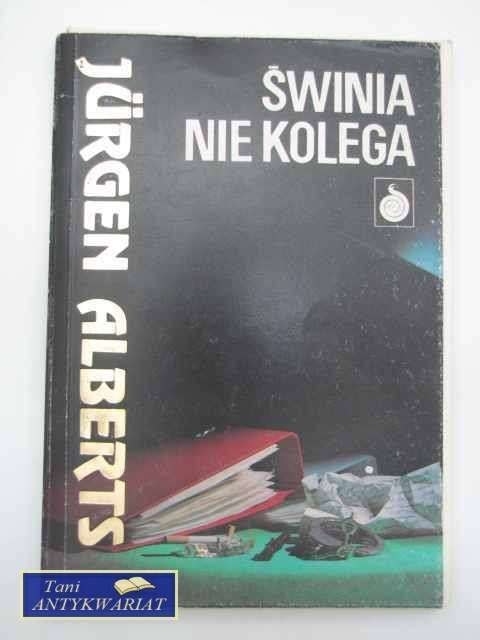 JÜRGEN ALBERTS
ŚWINIA
NIE KOLEGA
Tani
ANTYKWARIAT